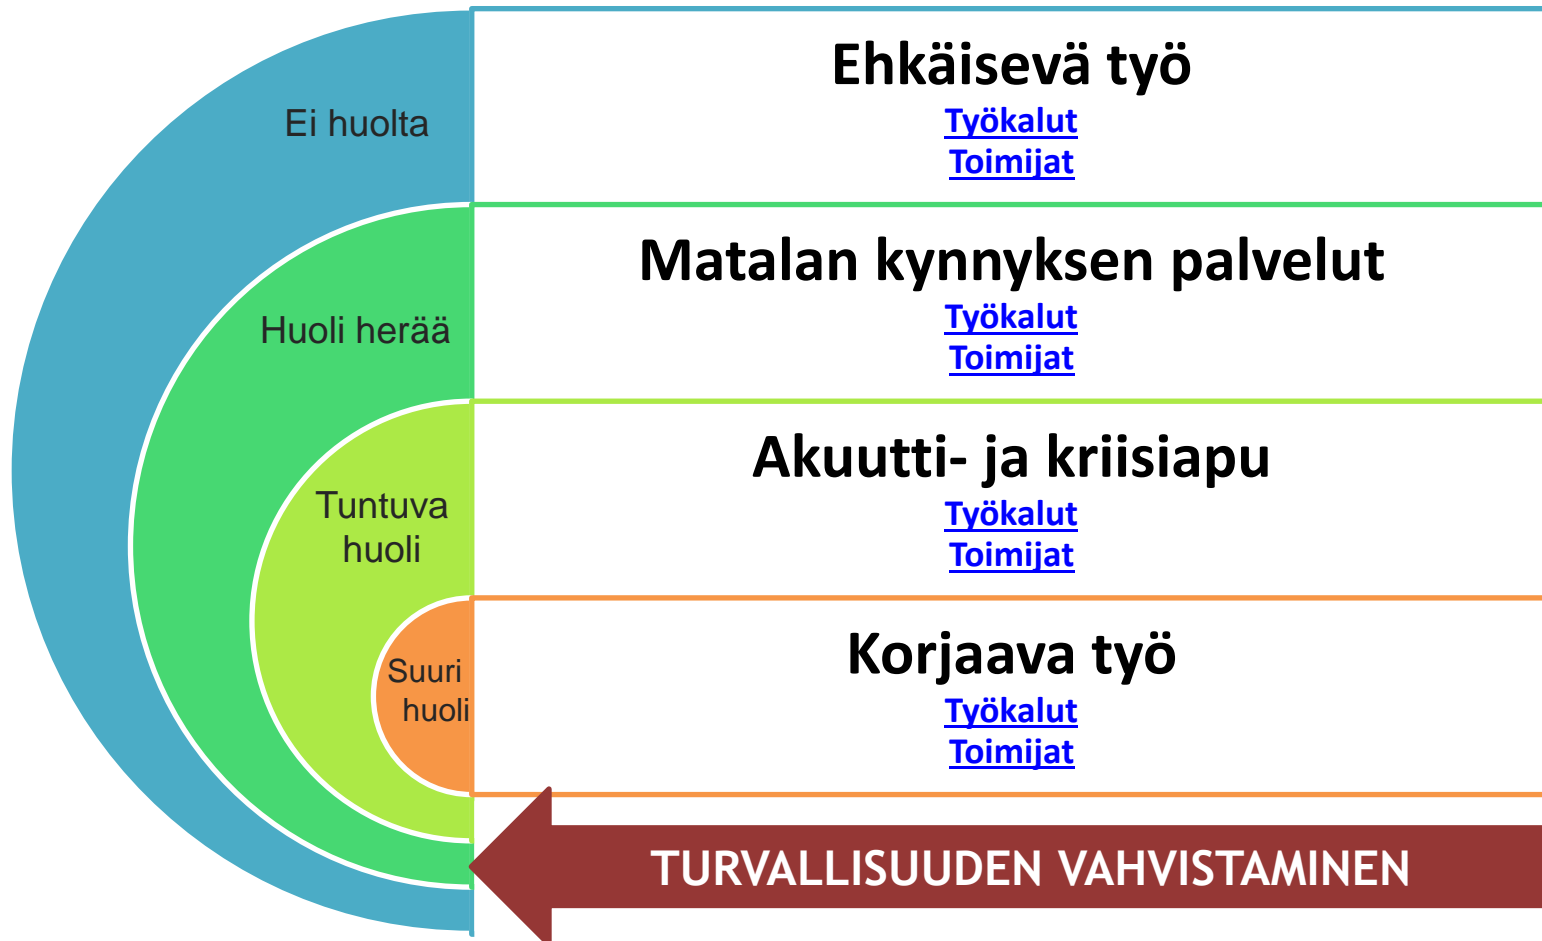 Ei huolta
Ehkäisevä työ
Työkalut
Toimijat
Huoli herää
Matalan kynnyksen palvelut
Työkalut
Toimijat
Tuntuva
huoli
Akuutti- ja kriisiapu
Työkalut
Toimijat
Suuri
huoli
Korjaava työ
Työkalut
Toimijat
TURVALLISUUDEN VAHVISTAMINEN